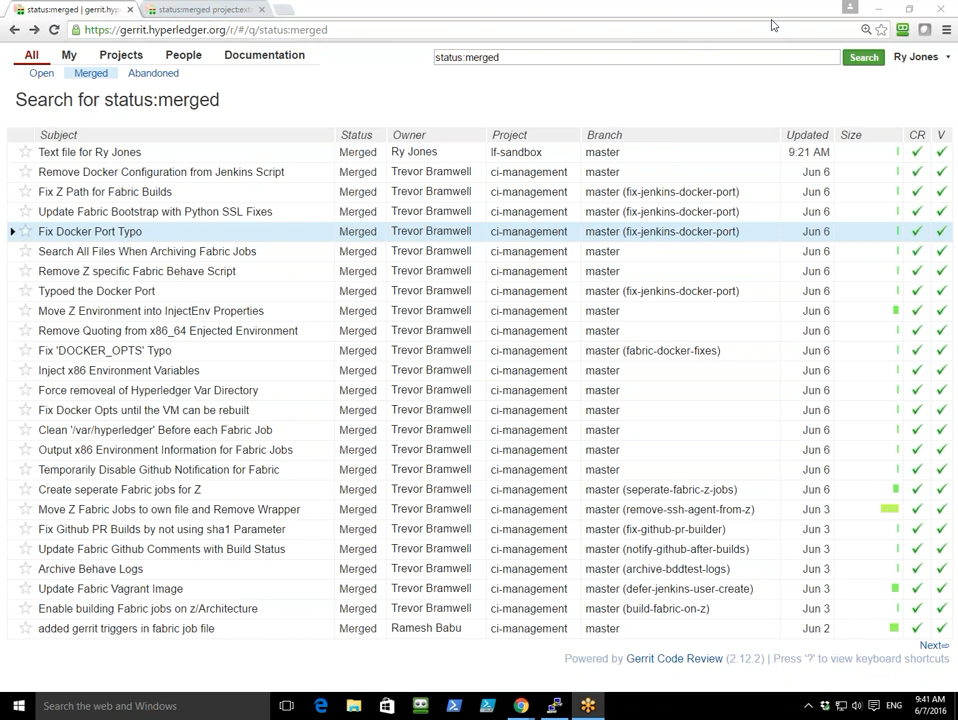 status:merged | gerrit.hyp
status:merged project:ext
https://gerrit.hyperledger.org/r/#/q/status:merged
All My Projects People Documentation
status:merged Search Ry Jones
Open Merged Abandoned
Search for status:merged
Subject Status Owner Project Branch Updated Size CR V
Text file for Ry Jones Merged Ry Jones lf-sandbox master 9:21 AM
Remove Docker Configuration from Jenkins Script Merged Trevor Bramwell ci-management master Jun 6
Fix Z Path for Fabric Builds Merged Trevor Bramwell ci-management master (fix-jenkins-docker-port) Jun 6
Update Fabric Bootstrap with Python SSL Fixes Merged Trevor Bramwell ci-management master (fix-jenkins-docker-port) Jun 6
Fix Docker Port Typo Merged Trevor Bramwell ci-management master (fix-jenkins-docker-port) Jun 6
Search All Files When Archiving Fabric Jobs Merged Trevor Bramwell ci-management master Jun 6
Remove Z specific Fabric Behave Script Merged Trevor Bramwell ci-management master Jun 6
Typoed the Docker Port Merged Trevor Bramwell ci-management master (fix-jenkins-docker-port) Jun 6
Move Z Environment into InjectEnv Properties Merged Trevor Bramwell ci-management master Jun 6
Remove Quoting from x86_64 Enjected Environment Merged Trevor Bramwell ci-management master Jun 6
Fix 'DOCKER_OPTS' Typo Merged Trevor Bramwell ci-management master (fabric-docker-fixes) Jun 6
Inject x86 Environment Variables Merged Trevor Bramwell ci-management master Jun 6
Force removeal of Hyperledger Var Directory Merged Trevor Bramwell ci-management master Jun 6
Fix Docker Opts until the VM can be rebuilt Merged Trevor Bramwell ci-management master Jun 6
Clean '/var/hyperledger' Before each Fabric Job Merged Trevor Bramwell ci-management master Jun 6
Output x86 Environment Information for Fabric Jobs Merged Trevor Bramwell ci-management master Jun 6
Temporarily Disable Github Notification for Fabric Merged Trevor Bramwell ci-management master Jun 6
Create seperate Fabric jobs for Z Merged Trevor Bramwell ci-management master (seperate-fabric-z-jobs) Jun 6
Move Z Fabric Jobs to own file and Remove Wrapper Merged Trevor Bramwell ci-management master (remove-ssh-agent-from-z) Jun 3
Fix Github PR Builds by not using sha1 Parameter Merged Trevor Bramwell ci-management master (fix-github-pr-builder) Jun 3
Update Fabric Github Comments with Build Status Merged Trevor Bramwell ci-management master (notify-github-after-builds) Jun 3
Archive Behave Logs Merged Trevor Bramwell ci-management master (archive-bddtest-logs) Jun 3
Update Fabric Vagrant Image Merged Trevor Bramwell ci-management master (defer-jenkins-user-create) Jun 3
Enable building Fabric jobs on z/Architecture Merged Trevor Bramwell ci-management master (build-fabric-on-z) Jun 3
added gerrit triggers in fabric job file Merged Ramesh Babu ci-management master Jun 2
Next⇨
Powered by Gerrit Code Review (2.12.2) | Press '?' to view keyboard shortcuts
Search the web and Windows
ENG
9:41 AM
6/7/2016